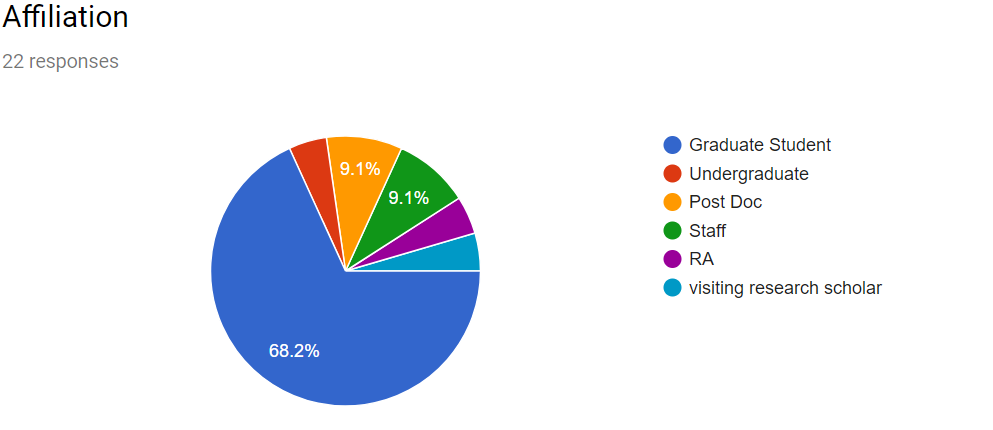 Affiliation
22 responses
9.1%
9.1%
68.2%
Graduate Student
Undergraduate
Post Doc
Staff
RA
visiting research scholar